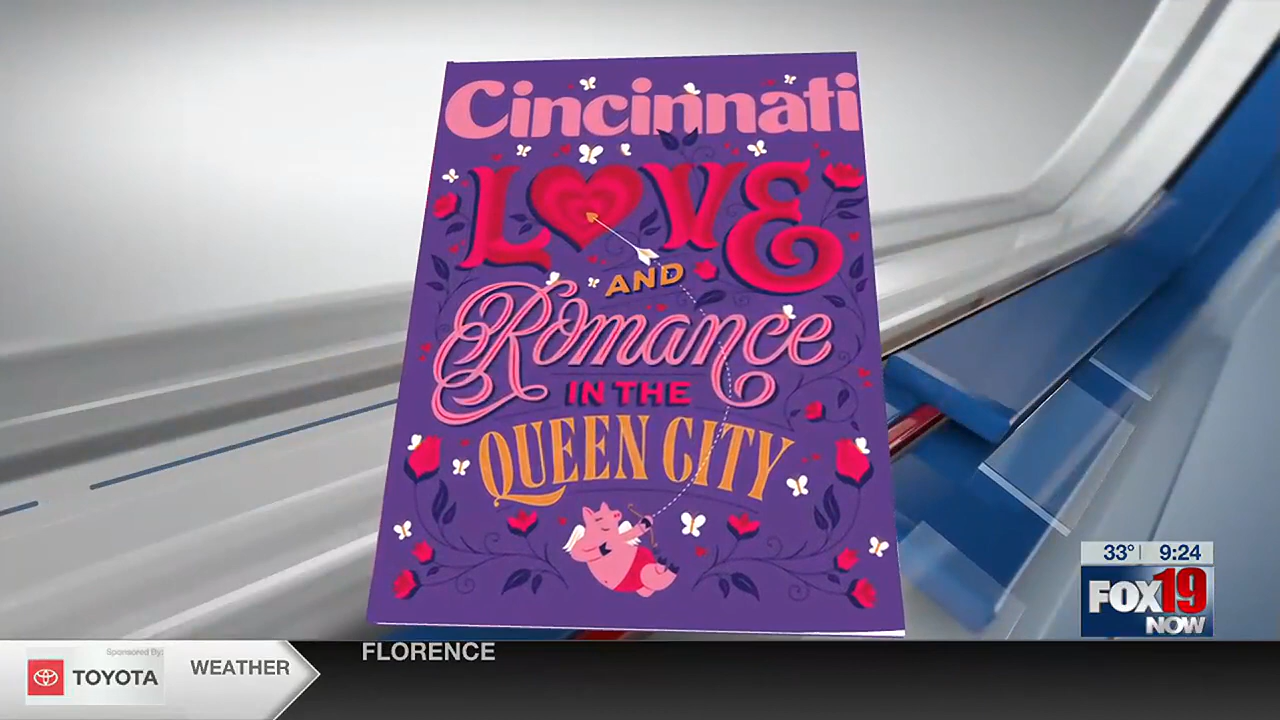 Cincinnati
LOVE
AND
Romance
IN THE
QUEEN CITY
33° 9:24
FOX19
NOW
Sponsored By:
TOYOTA
WEATHER
FLORENCE